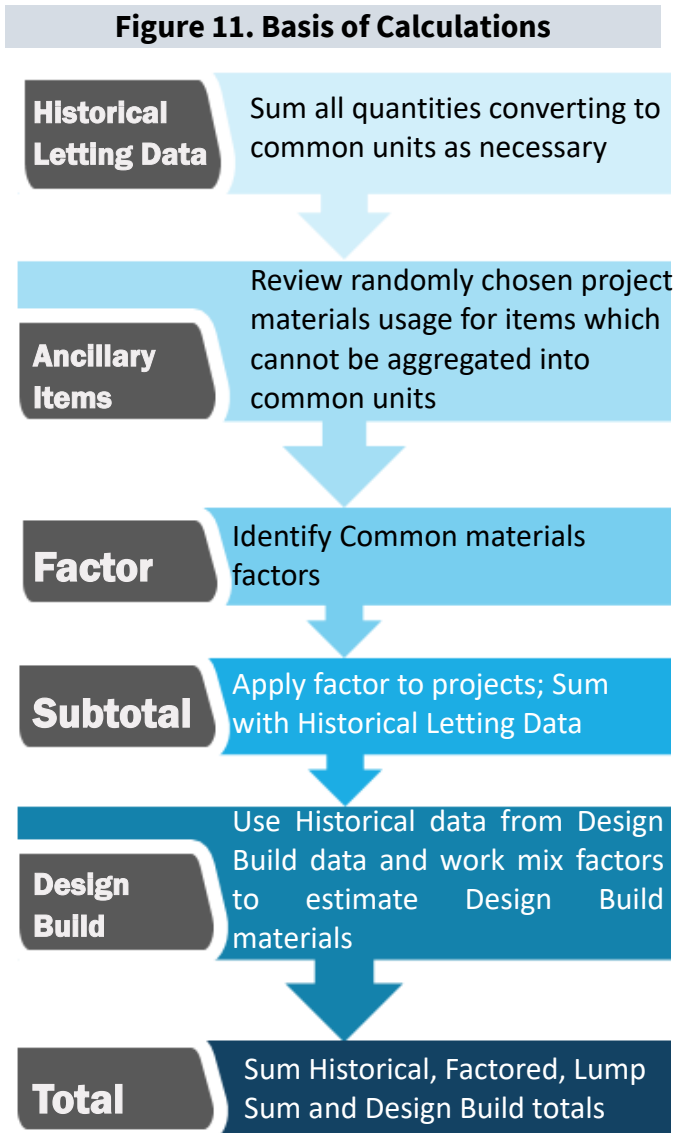 Figure 11. Basis of Calculations
Historical
Letting Data
Sum all quantities converting to
common units as necessary
Ancillary
Items
Review randomly chosen project
materials usage for items which
cannot be aggregated into
common units
Factor
Identify Common materials
factors
Subtotal
Apply factor to projects; Sum
with Historical Letting Data
Design
Build
Use Historical data from Design
Build data and work mix factors
to estimate Design Build
materials
Total
Sum Historical, Factored, Lump
Sum and Design Build totals